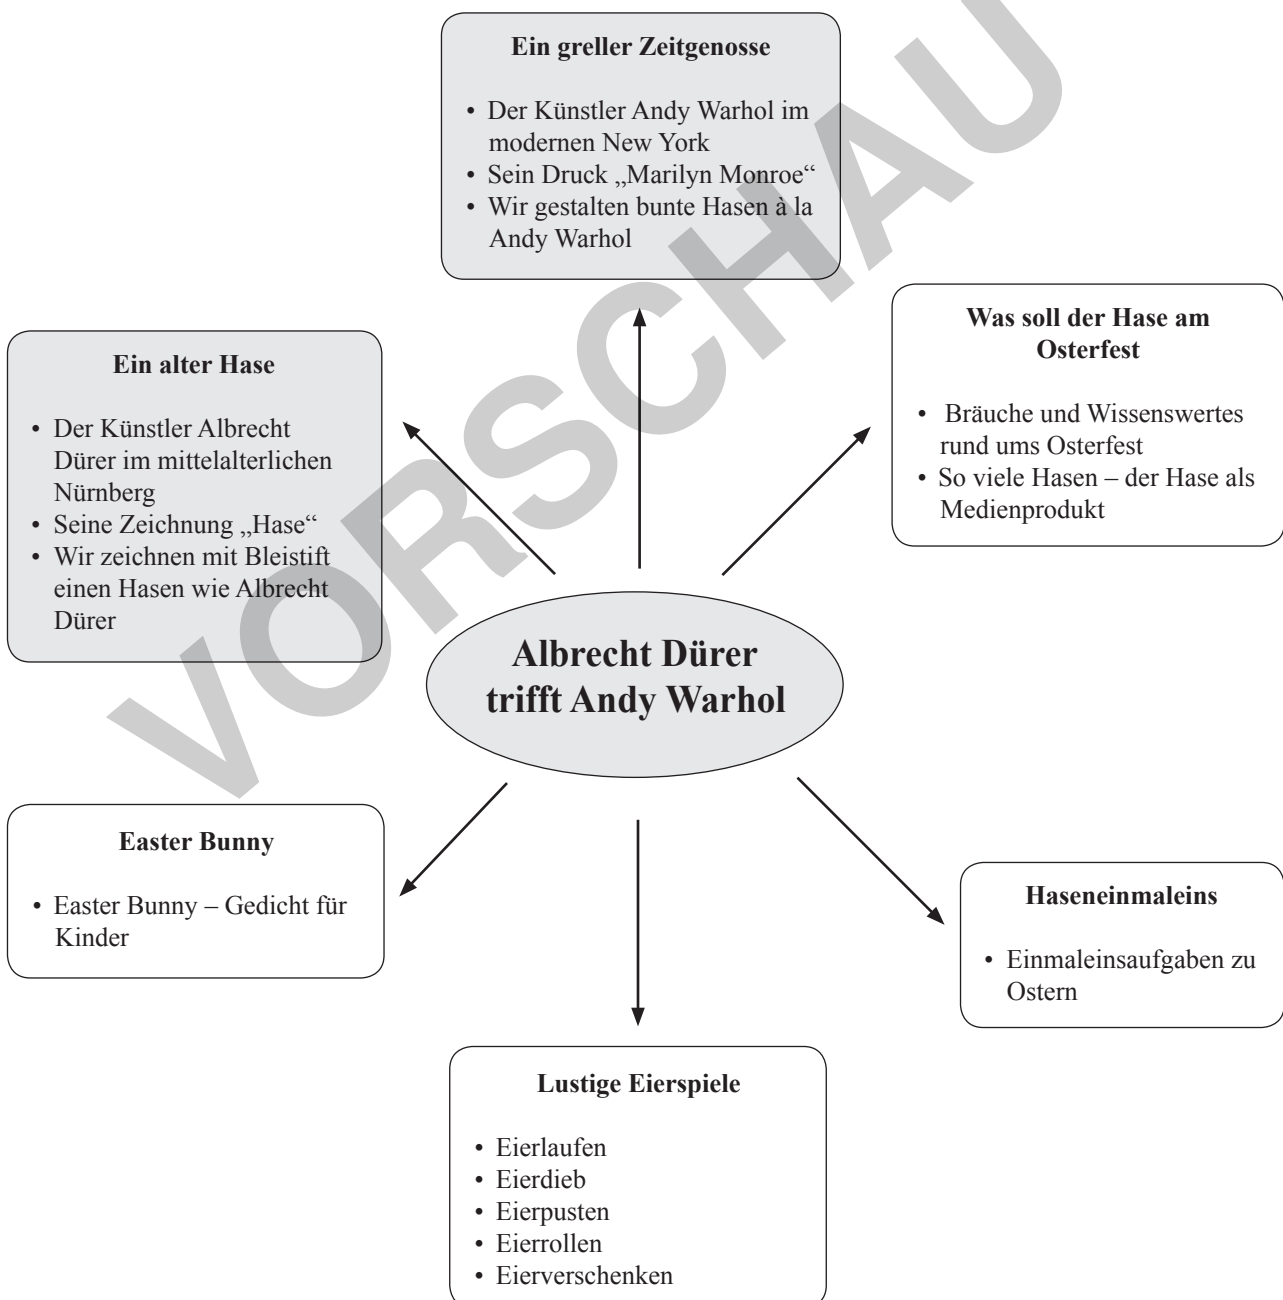 Ein greller Zeitgenosse
• Der Künstler Andy Warhol im
modernen New York
• Sein Druck „Marilyn Monroe“
• Wir gestalten bunte Hasen à la
Andy Warhol
Was soll der Hase am
Osterfest
• Bräuche und Wissenswertes
rund ums Osterfest
• So viele Hasen – der Hase als
Medienprodukt
Ein alter Hase
• Der Künstler Albrecht
Dürer im mittelalterlichen
Nürnberg
• Seine Zeichnung „Hase“
• Wir zeichnen mit Bleistift
einen Hasen wie Albrecht
Dürer
Albrecht Dürer
trifft Andy Warhol
Easter Bunny
• Easter Bunny – Gedicht für
Kinder
Haseneinmaleins
• Einmaleinsaufgaben zu
Ostern
Lustige Eierspiele
• Eierlaufen
• Eierdieb
• Eierpusten
• Eierrollen
• Eierverschenken
VORSCHAU